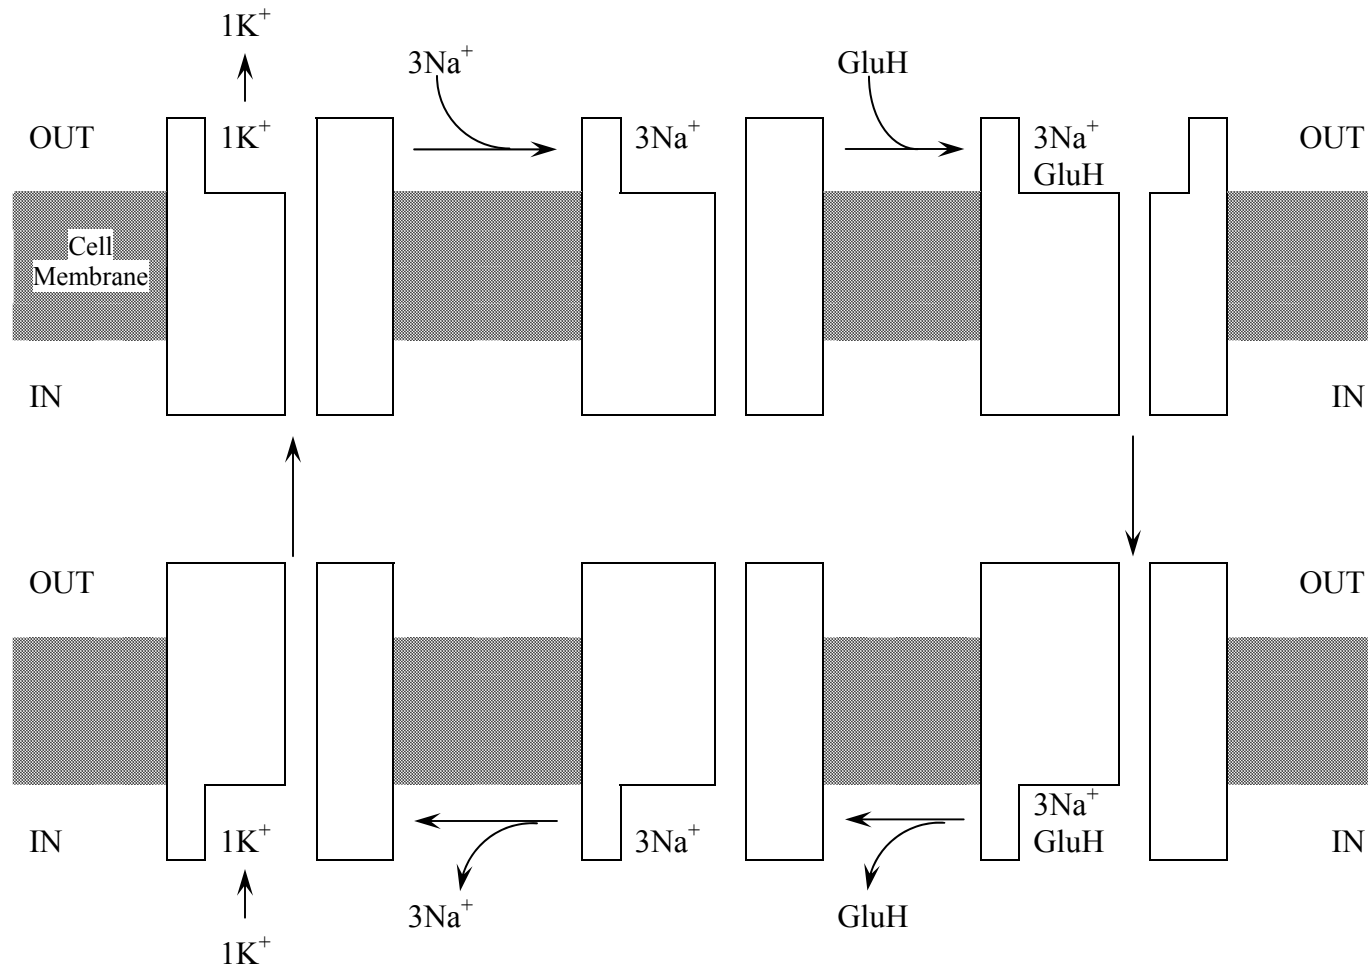 1K⁺
3Na⁺
GluH
OUT
1K⁺
3Na⁺
3Na⁺
GluH
OUT
Cell
Membrane
IN
IN
OUT
OUT
IN
1K⁺
3Na⁺
3Na⁺
GluH
IN
3Na⁺
GluH
1K⁺